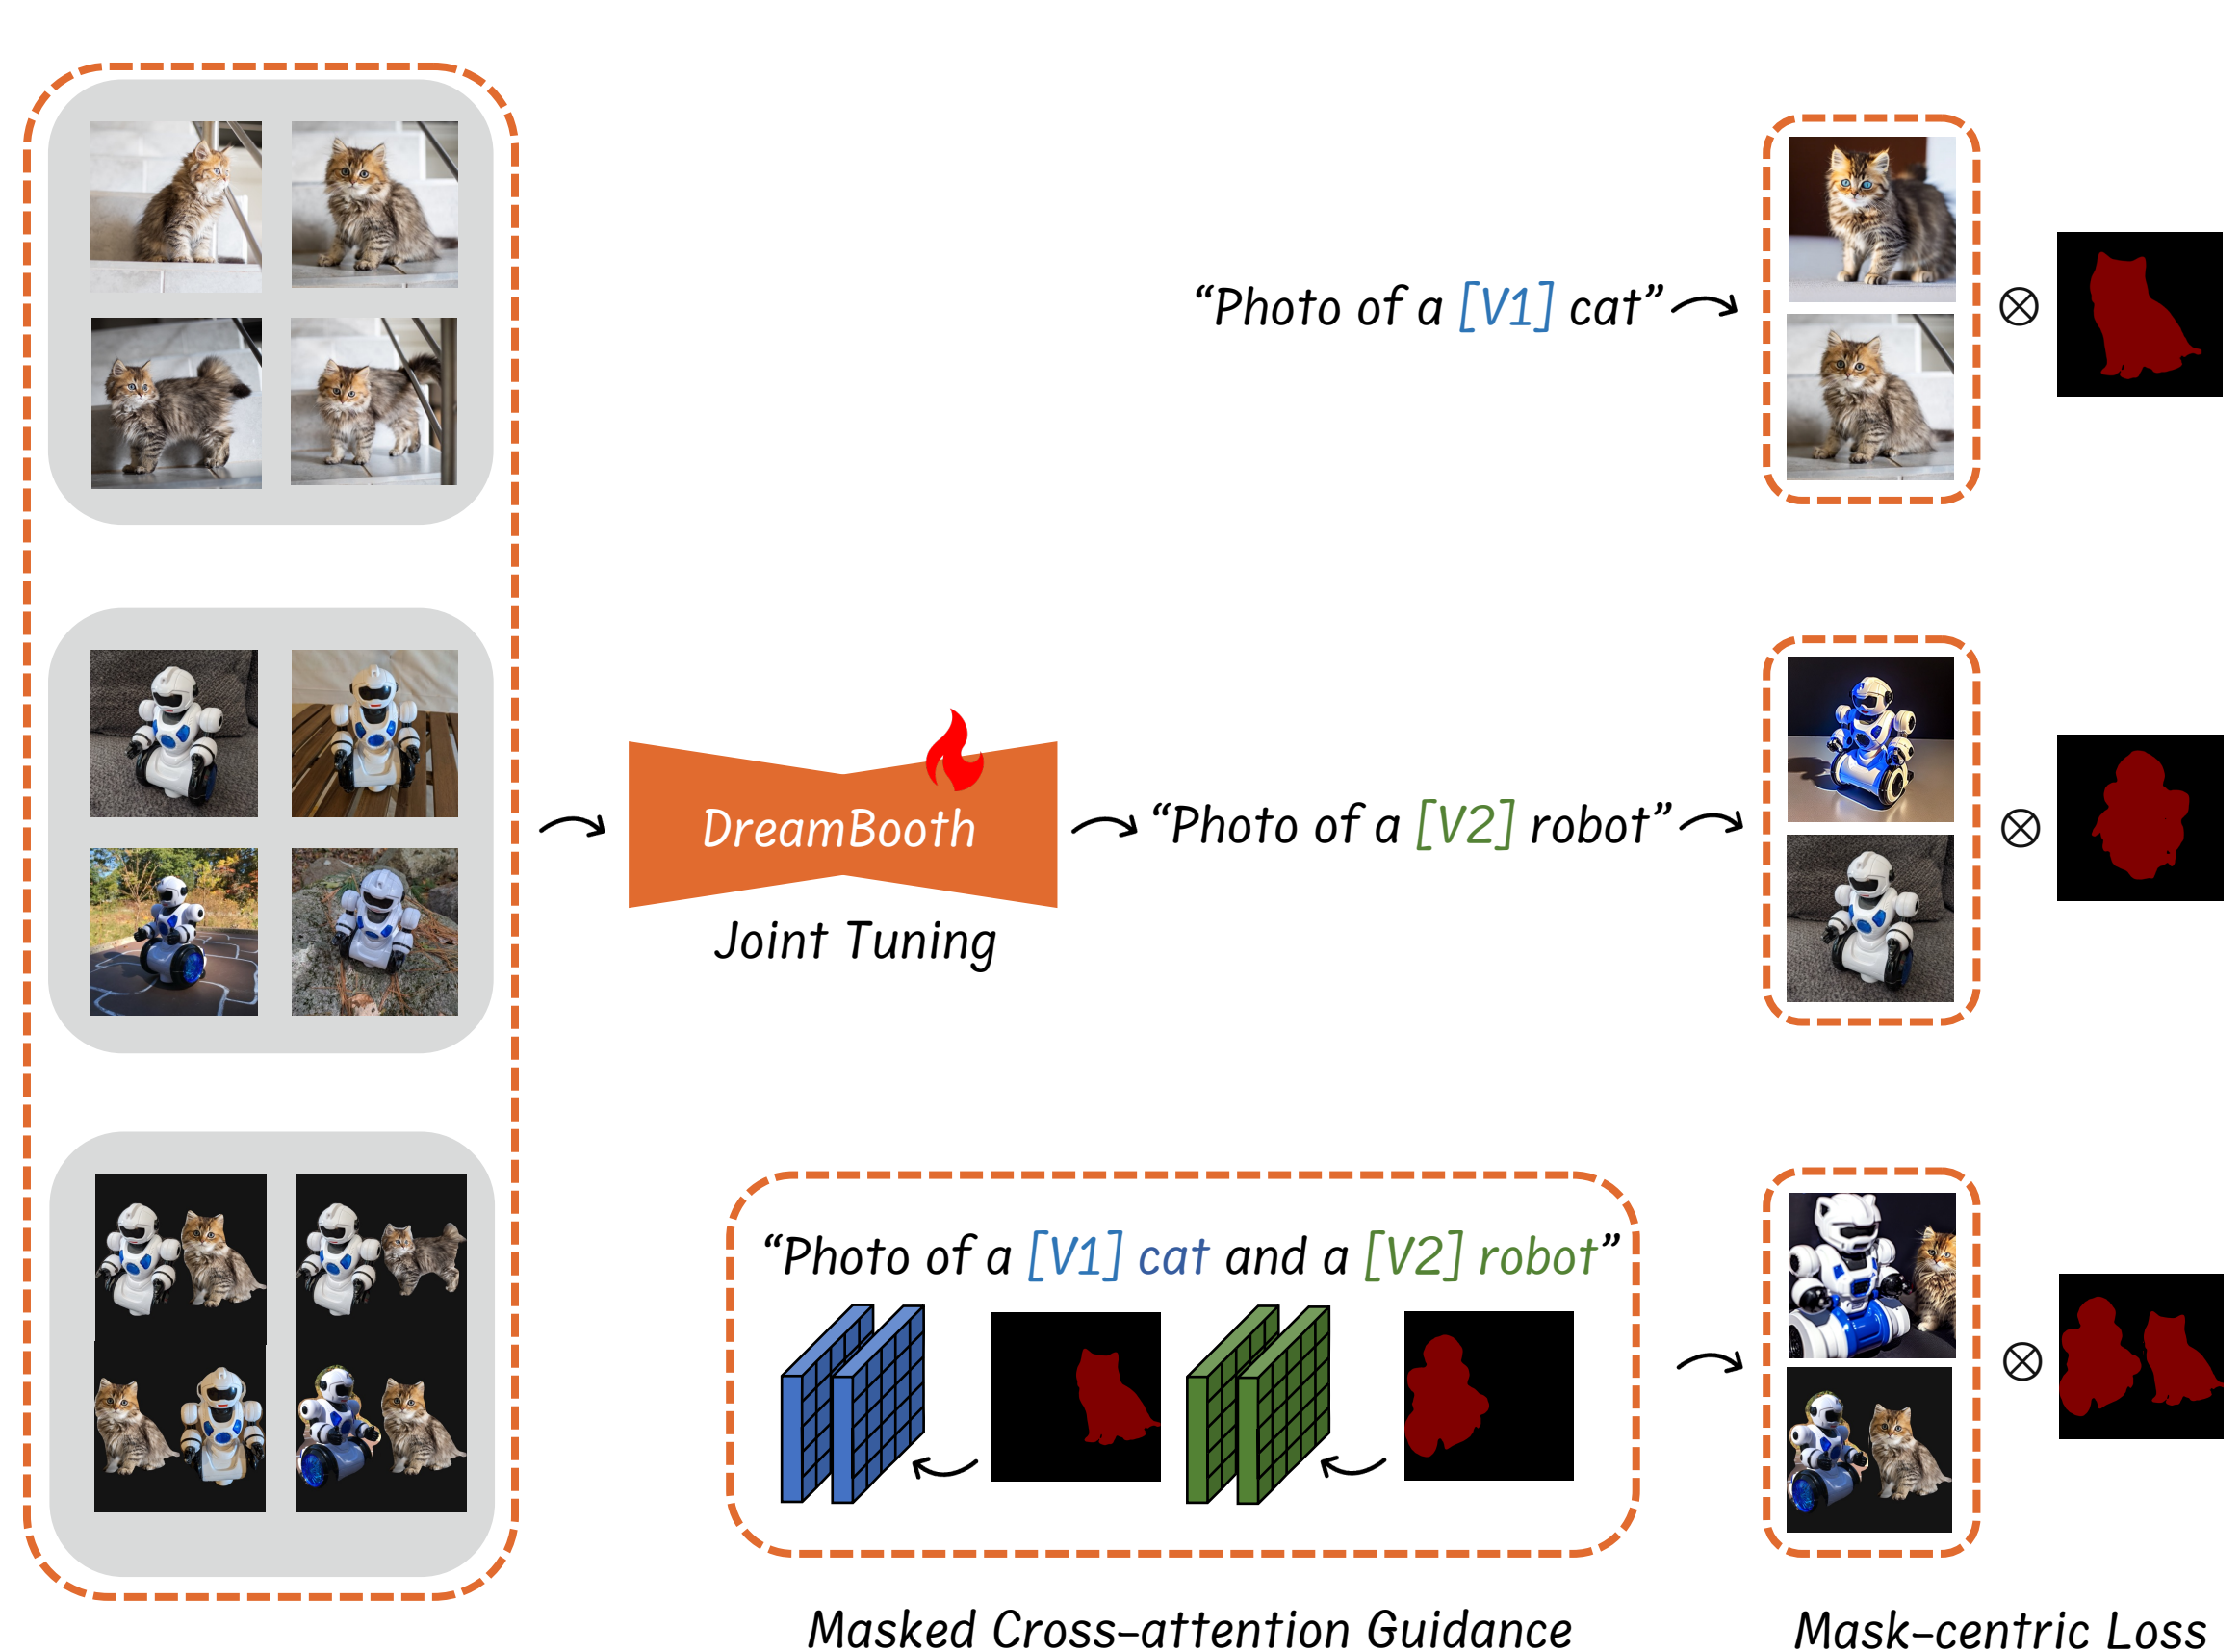 “Photo of a [V1] cat”
DreamBooth
“Photo of a [V2] robot”
Joint Tuning
“Photo of a [V1] cat and a [V2] robot”
Masked Cross-attention Guidance
Mask-centric Loss